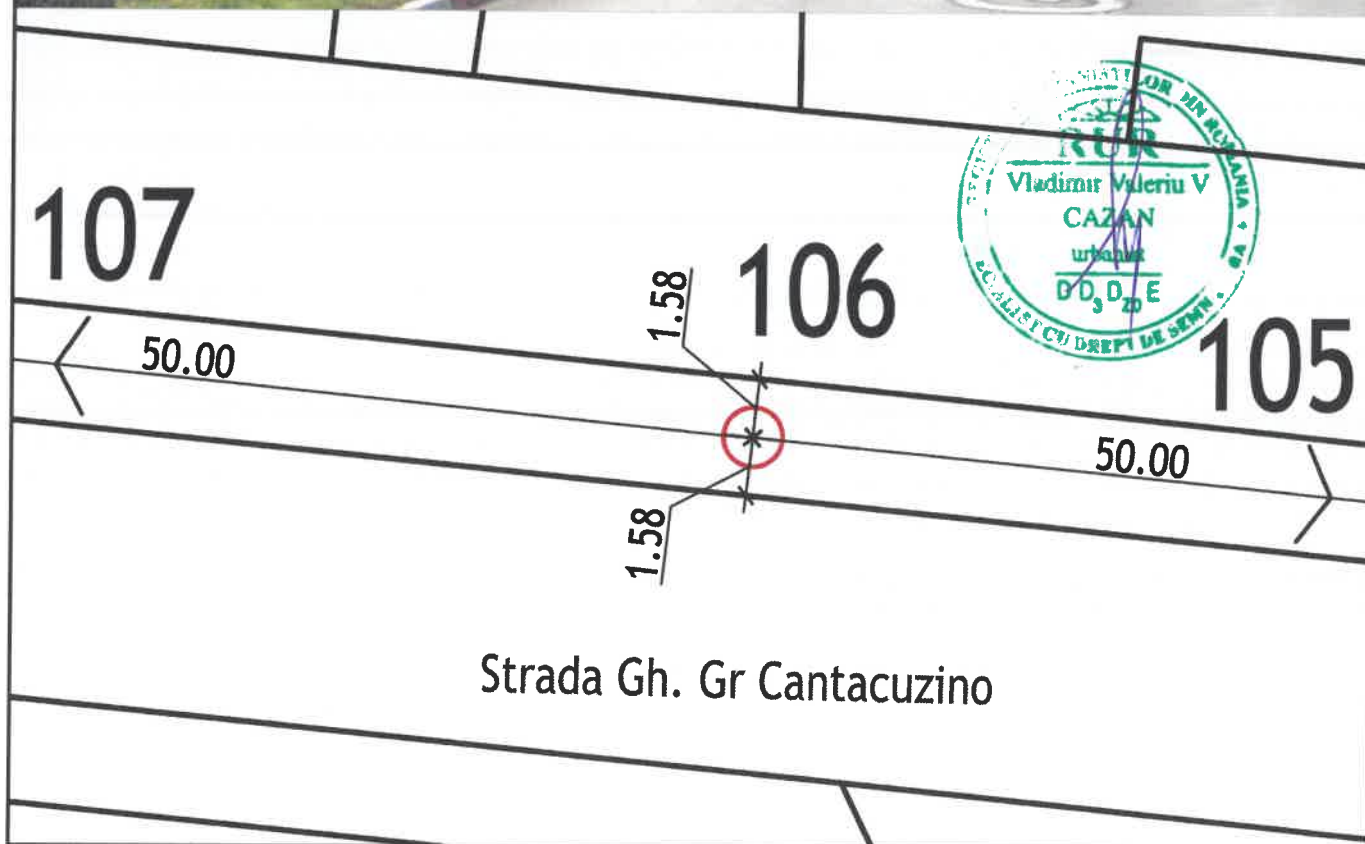 107
1.58
106
105
50.00
50.00
1.58
Strada Gh. Gr Cantacuzino
RUR
Vladimir Valeriu V
CAZAN
urbanist
D D3 D20 E
CU DREPT DE SEMN
ROMANIA